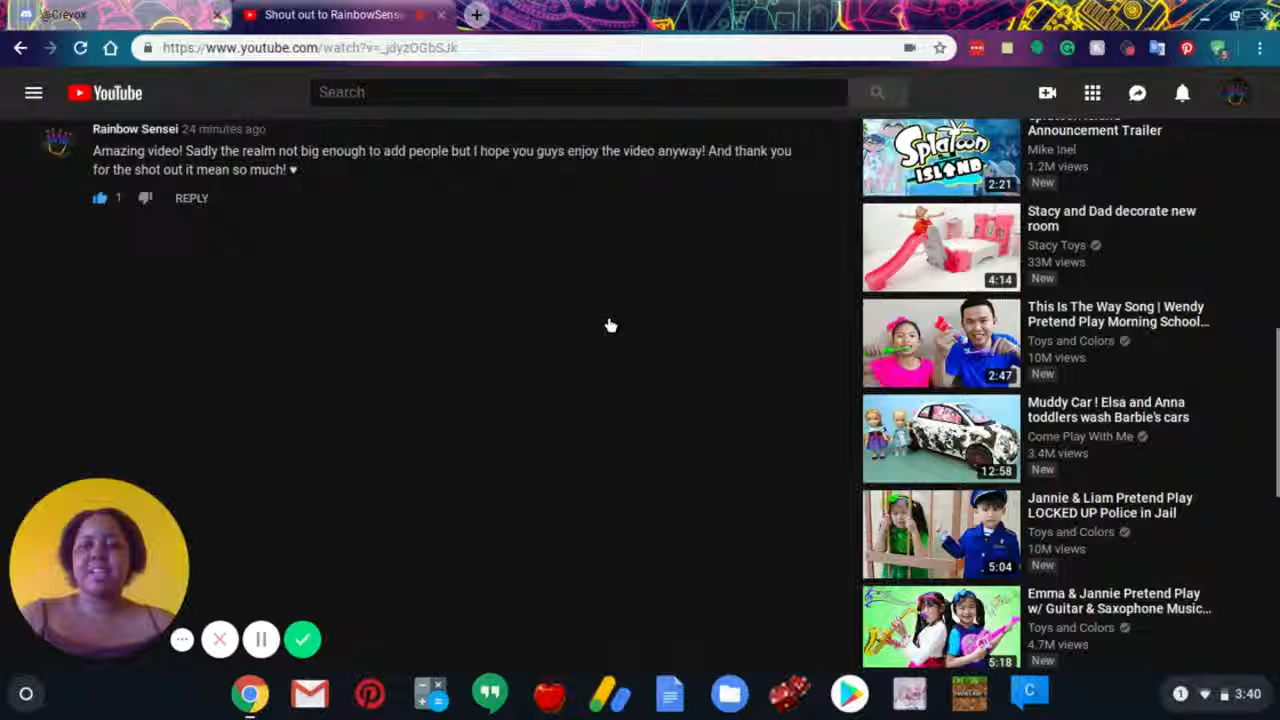 @Crevox
Shout out to RainbowSens
https://www.youtube.com/watch?v=_jdyzOGbSJk
YouTube
Search
Rainbow Sensei 24 minutes ago
Amazing video! Sadly the realm not big enough to add people but I hope you guys enjoy the video anyway! And thank you
for the shot out it mean so much! ♥
1 REPLY
Splatoon
ISLAND
2:21
Announcement Trailer
Mike Inel
1.2M views
New
4:14
Stacy and Dad decorate new
room
Stacy Toys
33M views
New
2:47
This Is The Way Song | Wendy
Pretend Play Morning School...
Toys and Colors
10M views
New
12:58
Muddy Car ! Elsa and Anna
toddlers wash Barbie's cars
Come Play With Me
3.4M views
New
5:04
Jannie & Liam Pretend Play
LOCKED UP Police in Jail
Toys and Colors
10M views
New
5:18
Emma & Jannie Pretend Play
w/ Guitar & Saxophone Music...
Toys and Colors
4.7M views
New
1 3:40